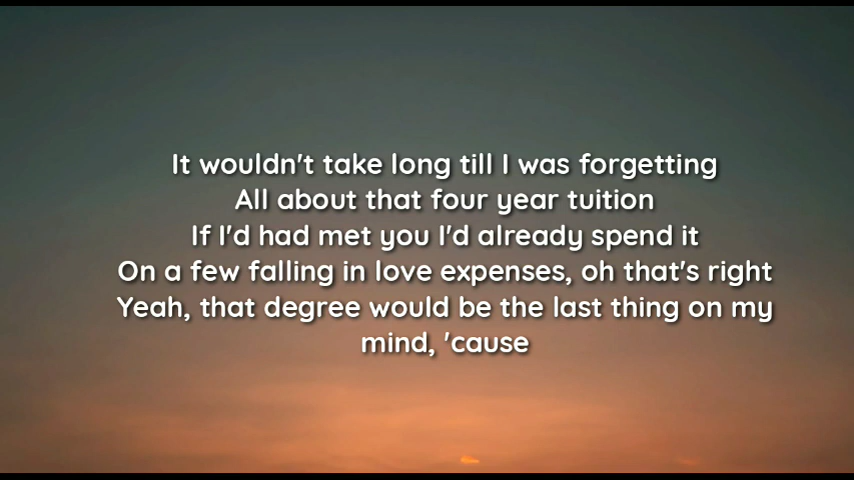 It wouldn't take long till I was forgetting
All about that four year tuition
If I'd had met you I'd already spend it
On a few falling in love expenses, oh that's right
Yeah, that degree would be the last thing on my
mind, 'cause